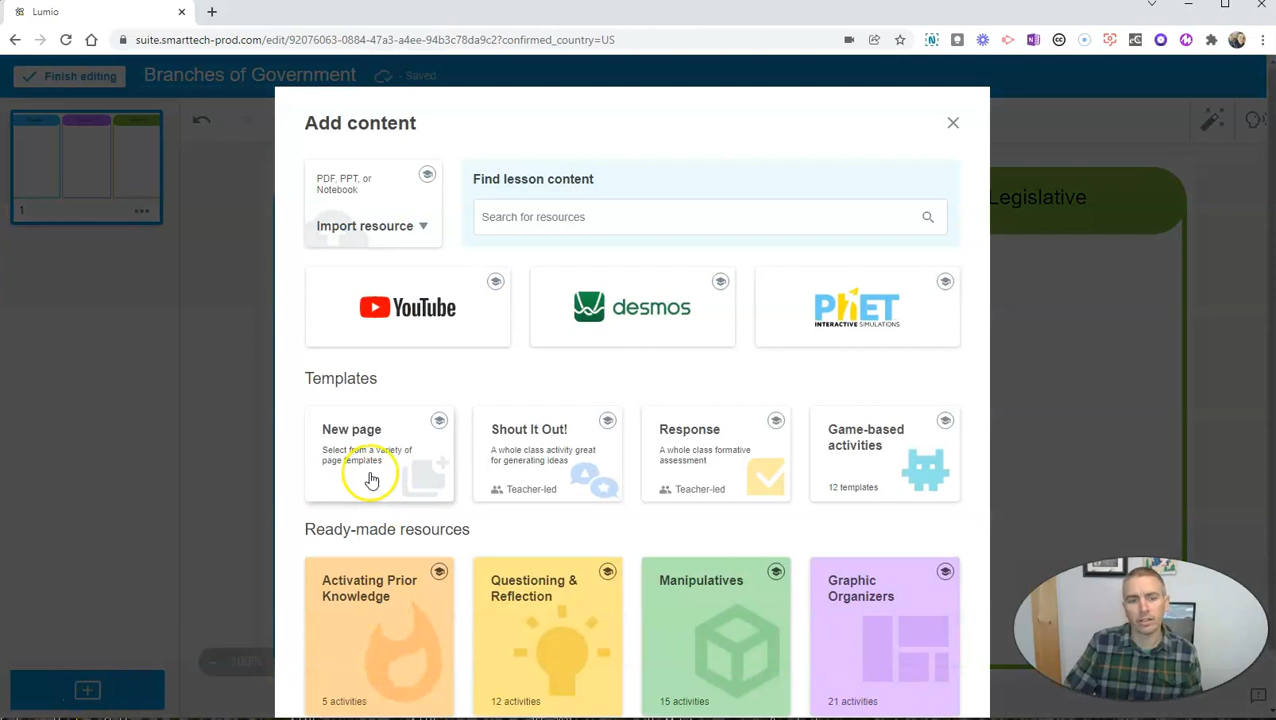 Lumio
suite.smarttech-prod.com/edit/92076063-0884-47a3-a4ee-94b3c78da9c2?confirmed_country=US
Finish editing
Branches of Government
- Saved
Add content
PDF, PPT, or
Notebook
Import resource
Find lesson content
Search for resources
Legislative
YouTube
desmos
PhET
INTERACTIVE SIMULATIONS
Templates
New page
Select from a variety of
page templates
Shout It Out!
A whole class activity great
for generating ideas
Teacher-led
Response
A whole class formative
assessment
Teacher-led
Game-based
activities
12 templates
Ready-made resources
Activating Prior
Knowledge
5 activities
Questioning &
Reflection
12 activities
Manipulatives
15 activities
Graphic
Organizers
21 activities
1
100%